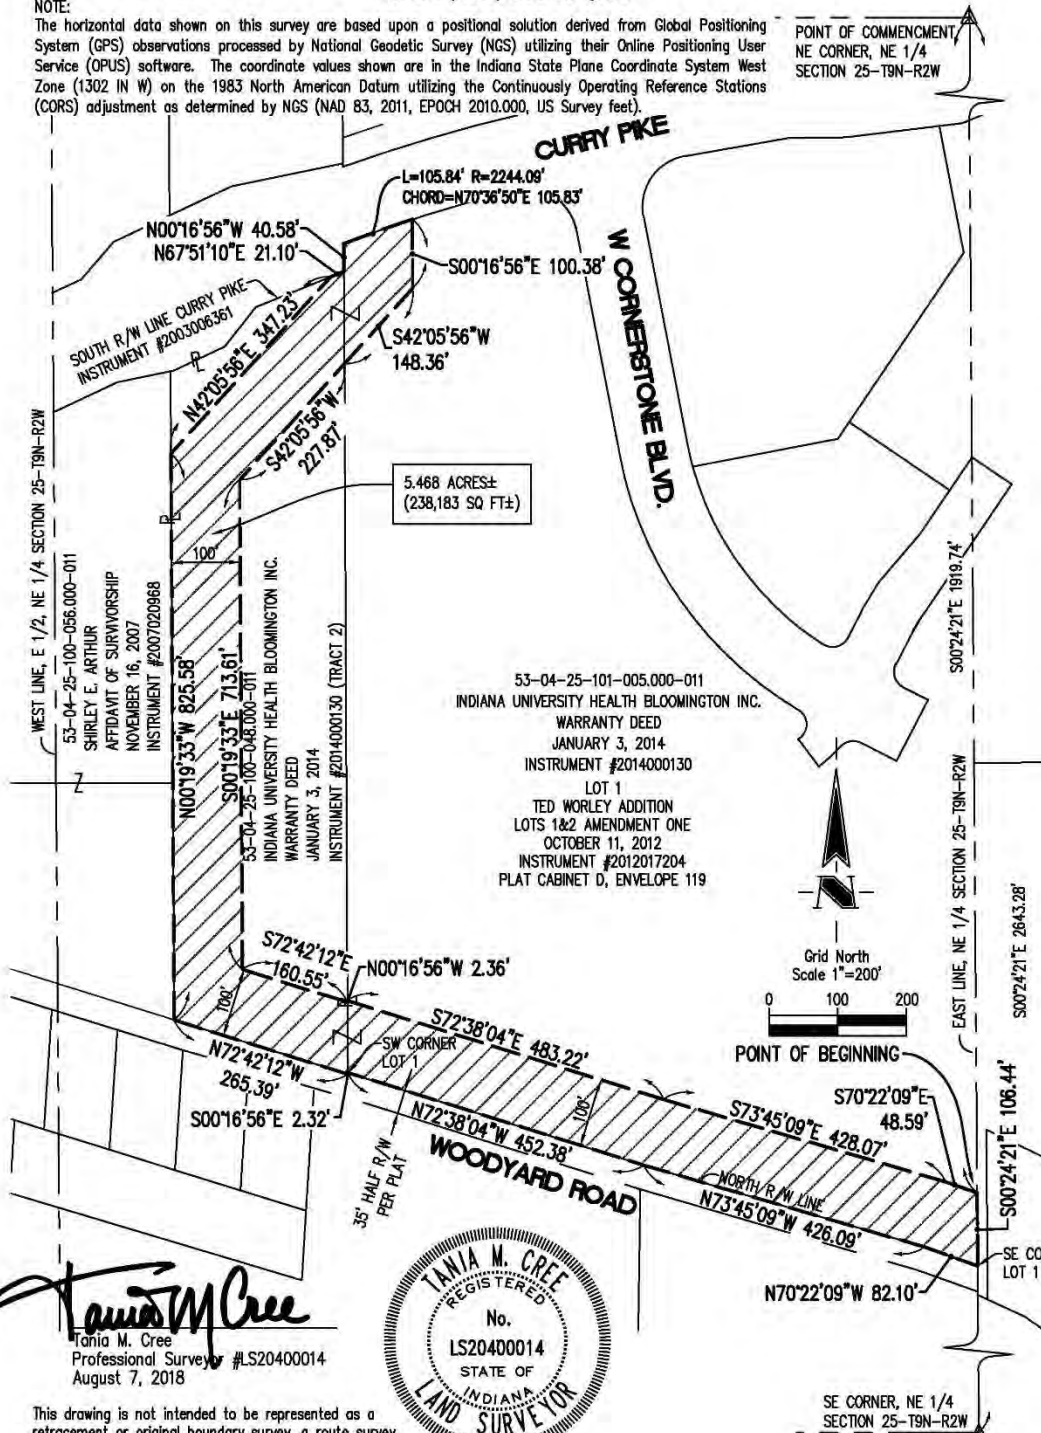 NOTE:
The horizontal data shown on this survey are based upon a positional solution derived from Global Positioning
System (GPS) observations processed by National Geodetic Survey (NGS) utilizing their Online Positioning User
Service (OPUS) software. The coordinate values shown are in the Indiana State Plane Coordinate System West
Zone (1302 IN W) on the 1983 North American Datum utilizing the Continuously Operating Reference Stations
(CORS) adjustment as determined by NGS (NAD 83, 2011, EPOCH 2010.000, US Survey feet).
POINT OF COMMENCMENT
NE CORNER, NE 1/4
SECTION 25-T9N-R2W
CURRY PIKE
L=105.84' R=2244.09'
CHORD=N70°36'50"E 105.83'
N00°16'56"W 40.58'
N67°51'10"E 21.10'
S00°16'56"E 100.38'
W CORNERSTONE BLVD.
SOUTH R/W LINE CURRY PIKE
INSTRUMENT #2003006361
N42°05'56"E 347.23'
S42°05'56"W
148.36'
S42°05'56"W
227.87'
5.468 ACRES±
(238,183 SQ FT±)
100'
WEST LINE, E 1/2, NE 1/4 SECTION 25-T9N-R2W
53-04-25-100-056.000-011
SHIRLEY E. ARTHUR
AFFIDAVIT OF SURVIVORSHIP
NOVEMBER 16, 2007
INSTRUMENT #2007020968
N00°19'33"W 825.58'
S00°19'33"E 713.61'
53-04-25-100-048.000-011
INDIANA UNIVERSITY HEALTH BLOOMINGTON INC.
WARRANTY DEED
JANUARY 3, 2014
INSTRUMENT #2014000130 (TRACT 2)
53-04-25-101-005.000-011
INDIANA UNIVERSITY HEALTH BLOOMINGTON INC.
WARRANTY DEED
JANUARY 3, 2014
INSTRUMENT #2014000130
LOT 1
TED WORLEY ADDITION
LOTS 1&2 AMENDMENT ONE
OCTOBER 11, 2012
INSTRUMENT #2012017204
PLAT CABINET D, ENVELOPE 119
S00°24'21"E 1919.74'
EAST LINE, NE 1/4 SECTION 25-T9N-R2W
S00°24'21"E 2643.28'
N
Grid North
Scale 1"=200'
0 100 200
POINT OF BEGINNING
S72°42'12"E
160.55'
N00°16'56"W 2.36'
100'
SW CORNER
LOT 1
S72°38'04"E 483.22'
N72°42'12"W
265.39'
S00°16'56"E 2.32'
100'
S73°45'09"E 428.07'
S70°22'09"E
48.59'
S00°24'21"E 106.44'
N72°38'04"W 452.38'
WOODYARD ROAD
35' HALF R/W
PER PLAT
NORTH R/W LINE
N73°45'09"W 426.09'
SE CO
LOT 1
N70°22'09"W 82.10'
Tania M Cree
Tania M. Cree
Professional Surveyor #LS20400014
August 7, 2018
TANIA M. CREE
REGISTERED
No.
LS20400014
STATE OF
INDIANA
LAND SURVEYOR
SE CORNER, NE 1/4
SECTION 25-T9N-R2W
This drawing is not intended to be represented as a
retracement or original boundary survey, a route survey